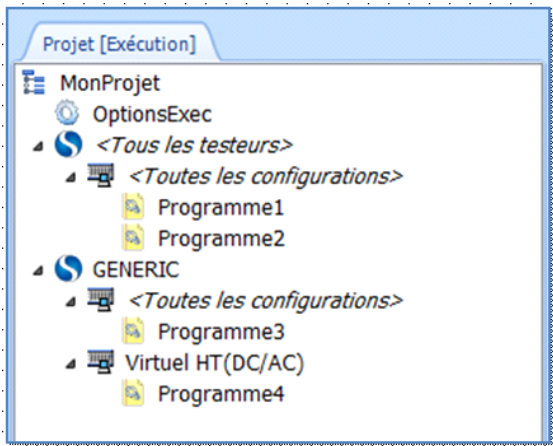 Projet [Exécution]
MonProjet
OptionsExec
<Tous les testeurs>
<Toutes les configurations>
Programme1
Programme2
GENERIC
<Toutes les configurations>
Programme3
Virtuel HT(DC/AC)
Programme4